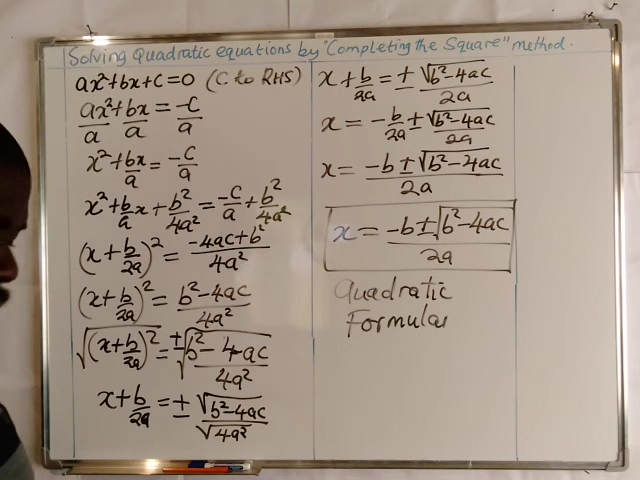 Solving Quadratic equations by "Completing the Square" method.
ax²+bx+c=0 (C to RHS)
ax²/a + bx/a = -c/a
x²+bx/a = -c/a
x²+b/a x+b²/4a² = -c/a+b²/4a²
(x+b/2a)² = -4ac+b²/4a²
(x+b/2a)² = b²-4ac/4a²
√(x+b/2a)² = ±√b²-4ac/4a²
x+b/2a = ± √b²-4ac/√4a²
x+b/2a = ± √b²-4ac/2a
x = -b/2a ± √b²-4ac/2a
x = -b±√b²-4ac/2a
x = -b±√b²-4ac/2a
Quadratic
Formular